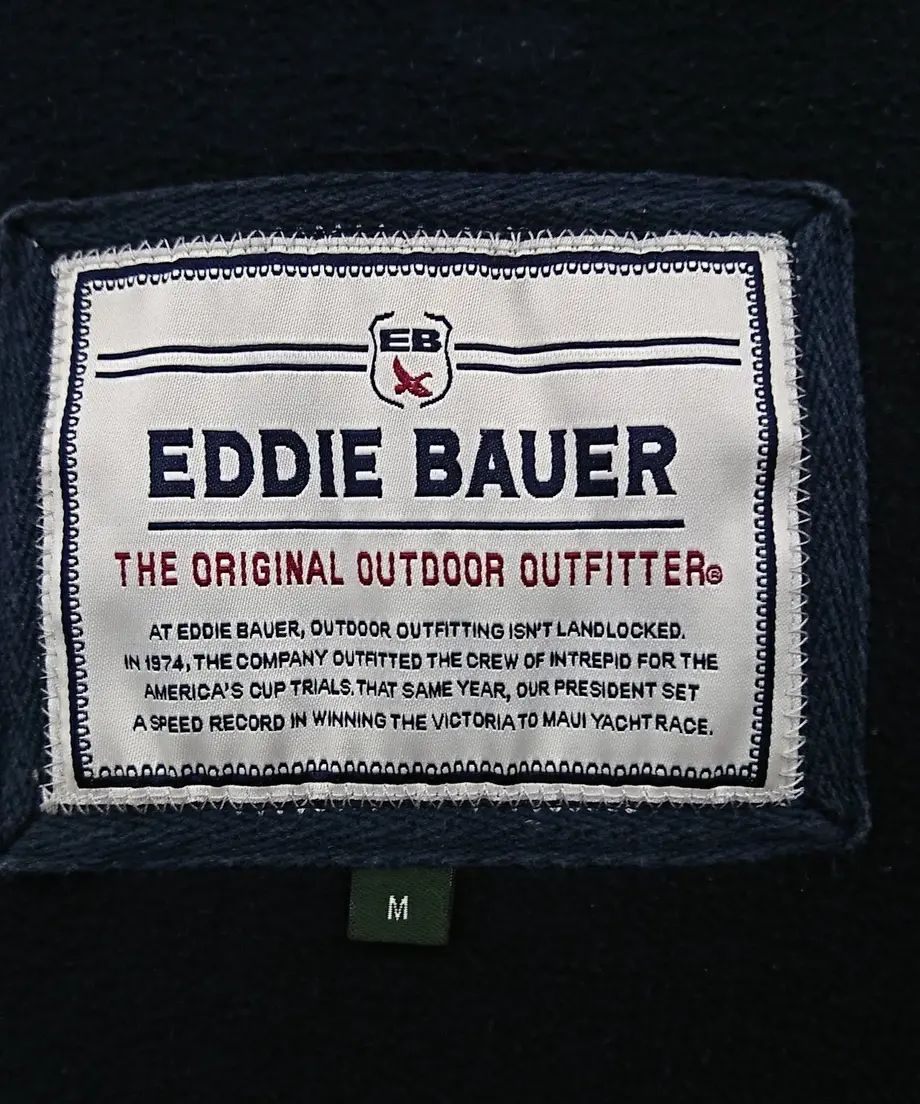 EB
EDDIE BAUER
THE ORIGINAL OUTDOOR OUTFITTER®
AT EDDIE BAUER, OUTDOOR OUTFITTING ISN'T LANDLOCKED.
IN 1974, THE COMPANY OUTFITTED THE CREW OF INTREPID FOR THE
AMERICA'S CUP TRIALS. THAT SAME YEAR, OUR PRESIDENT SET
A SPEED RECORD IN WINNING THE VICTORIA TO MAUI YACHT RACE.
M